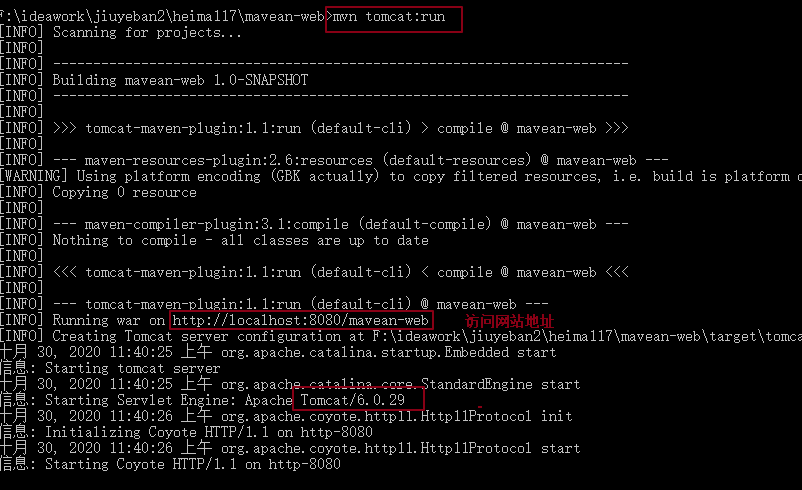 F:\ideawork\jiuyeban2\heima117\mavean-web>mvn tomcat:run
[INFO] Scanning for projects...
[INFO]
[INFO] ------------------------------------------------------------------------
[INFO] Building mavean-web 1.0-SNAPSHOT
[INFO] ------------------------------------------------------------------------
[INFO]
[INFO] >>> tomcat-maven-plugin:1.1:run (default-cli) > compile @ mavean-web >>>
[INFO]
[INFO] --- maven-resources-plugin:2.6:resources (default-resources) @ mavean-web ---
[WARNING] Using platform encoding (GBK actually) to copy filtered resources, i.e. build is platform d
[INFO] Copying 0 resource
[INFO]
[INFO] --- maven-compiler-plugin:3.1:compile (default-compile) @ mavean-web ---
[INFO] Nothing to compile - all classes are up to date
[INFO]
[INFO] <<< tomcat-maven-plugin:1.1:run (default-cli) < compile @ mavean-web <<<
[INFO]
[INFO] --- tomcat-maven-plugin:1.1:run (default-cli) @ mavean-web ---
[INFO] Running war on http://localhost:8080/mavean-web 访问网站地址
[INFO] Creating Tomcat server configuration at F:\ideawork\jiuyeban2\heima117\mavean-web\target\tomca
十月 30, 2020 11:40:25 上午 org.apache.catalina.startup.Embedded start
信息: Starting tomcat server
十月 30, 2020 11:40:25 上午 org.apache.catalina.core.StandardEngine start
信息: Starting Servlet Engine: Apache Tomcat/6.0.29
十月 30, 2020 11:40:26 上午 org.apache.coyote.http11.Http11Protocol init
信息: Initializing Coyote HTTP/1.1 on http-8080
十月 30, 2020 11:40:26 上午 org.apache.coyote.http11.Http11Protocol start
信息: Starting Coyote HTTP/1.1 on http-8080